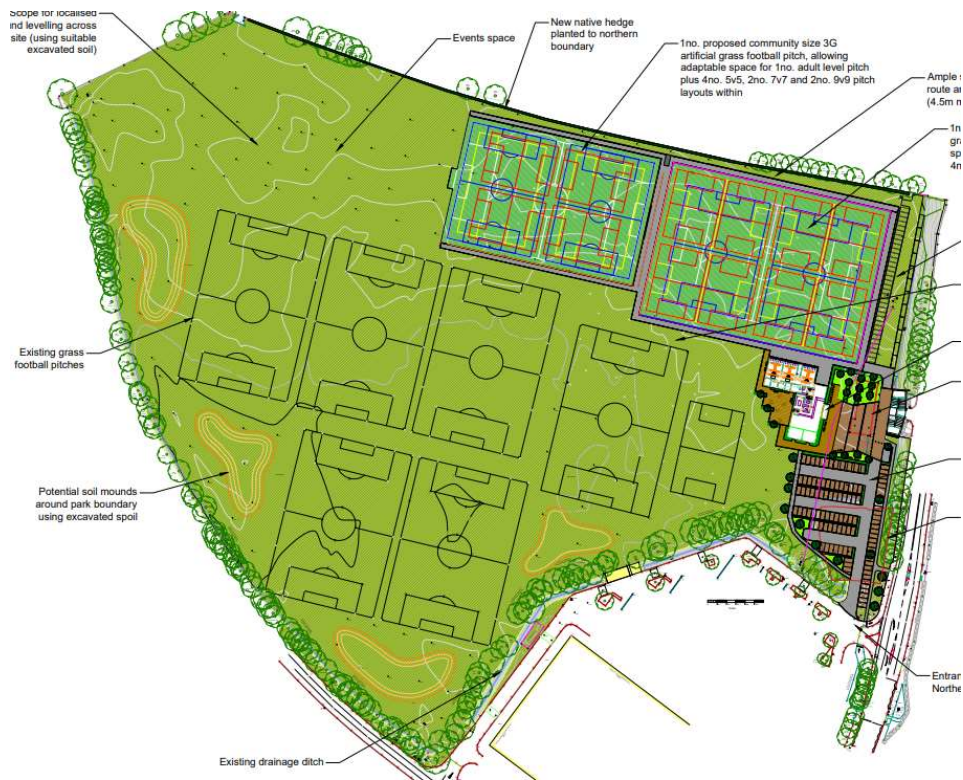 Scope for localised
and levelling across
site (using suitable
excavated soil)
Events space
New native hedge
planted to northern
boundary
1no. proposed community size 3G
artificial grass football pitch, allowing
adaptable space for 1no. adult level pitch
plus 4no. 5v5, 2no. 7v7 and 2no. 9v9 pitch
layouts within
Ample s
route an
(4.5m m
1n
gra
sp
4n
Existing grass
football pitches
Potential soil mounds
around park boundary
using excavated spoil
Entran
Northe
Existing drainage ditch